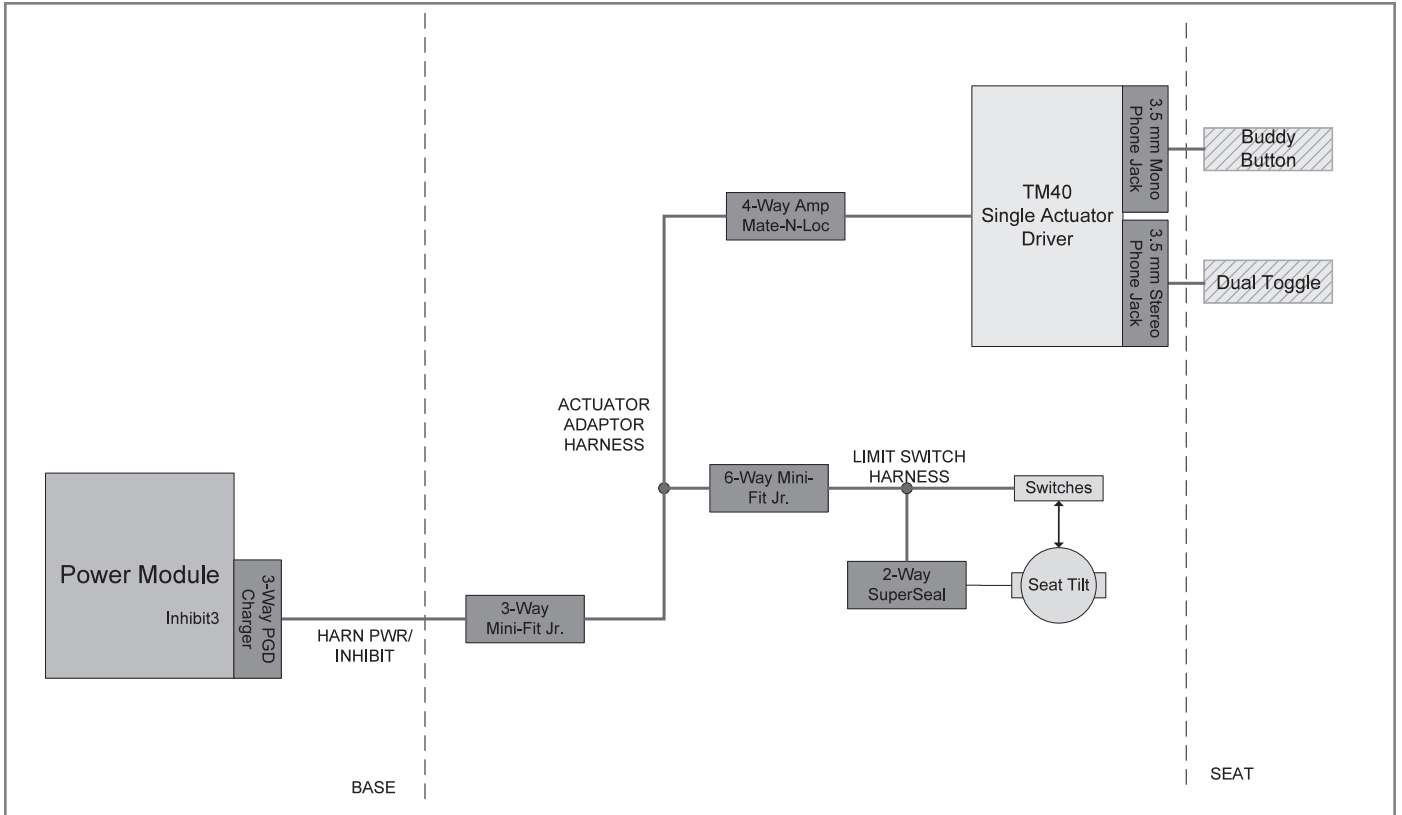 3.5 mm Mono
Phone Jack
Buddy
Button
4-Way Amp
Mate-N-Loc
TM40
Single Actuator
Driver
3.5 mm Stereo
Phone Jack
Dual Toggle
ACTUATOR
ADAPTOR
HARNESS
LIMIT SWITCH
HARNESS
6-Way Mini-
Fit Jr.
Switches
Power Module
Inhibit3
3-Way PGD
Charger
2-Way
SuperSeal
Seat Tilt
3-Way
Mini-Fit Jr.
HARN PWR/
INHIBIT
BASE
SEAT